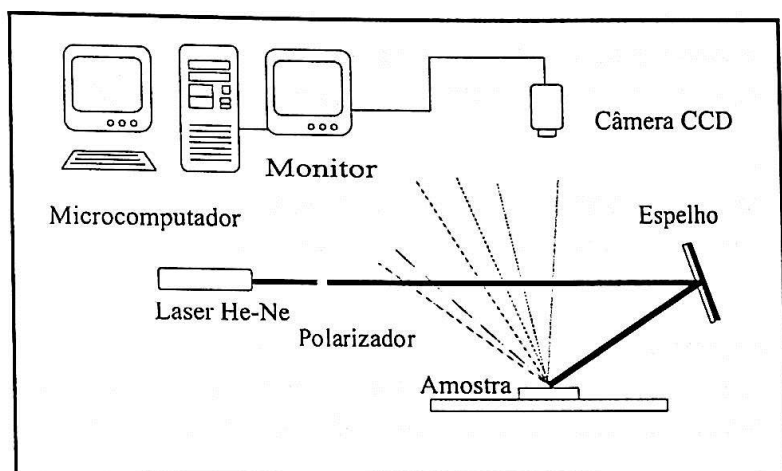 Câmera CCD
Monitor
Microcomputador
Espelho
Laser He-Ne
Polarizador
Amostra